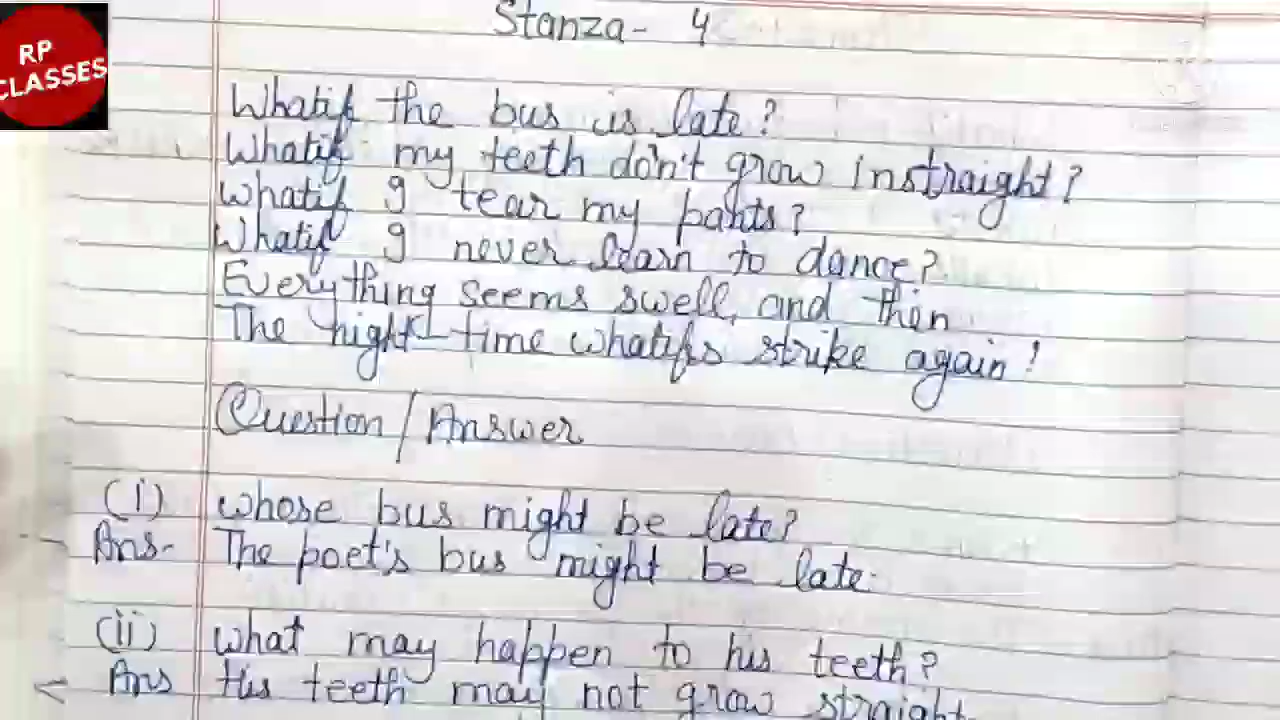 RP
CLASSES
Stanza- 4
Whatif the bus is late?
Whatif my teeth don't grow instraight?
Whatif I tear my pants?
Whatif I never learn to dance?
Everything seems swell, and then
The night-time whatifs strike again!
Question/Answer
(i) whose bus might be late?
Ans- The poet's bus might be late.
(ii) what may happen to his teeth?
Ans His teeth may not grow straight.